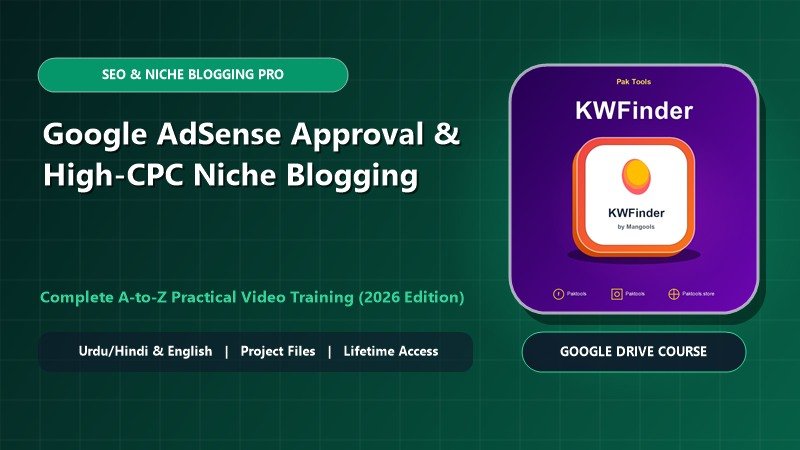 SEO & NICHE BLOGGING PRO
Google AdSense Approval &
High-CPC Niche Blogging
Complete A-to-Z Practical Video Training (2026 Edition)
Urdu/Hindi & English | Project Files | Lifetime Access
Pak Tools
KWFinder
KWFinder
by Mangools
Paktools Paktools Paktools.store
GOOGLE DRIVE COURSE